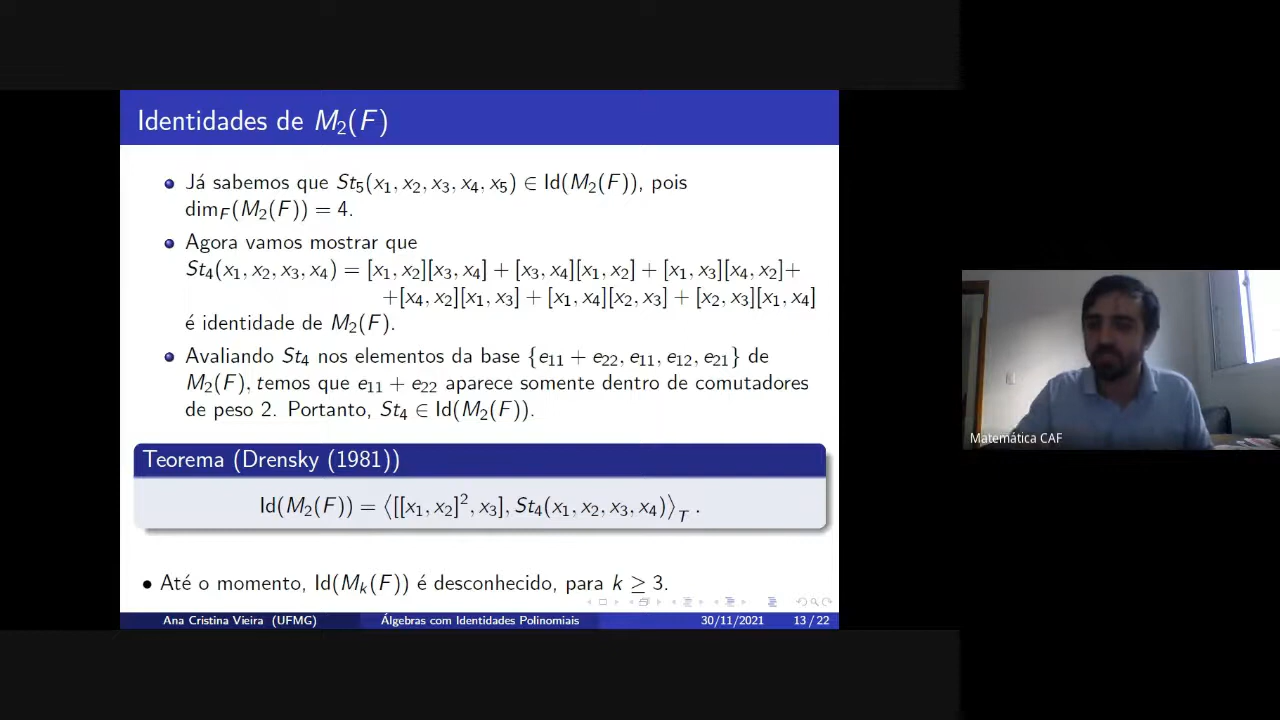 Identidades de M₂(F)
Já sabemos que St₅(x₁, x₂, x₃, x₄, x₅) ∈ Id(M₂(F)), pois
dim_F(M₂(F)) = 4.
Agora vamos mostrar que
St₄(x₁, x₂, x₃, x₄) = [x₁, x₂][x₃, x₄] + [x₃, x₄][x₁, x₂] + [x₁, x₃][x₄, x₂]+
+[x₄, x₂][x₁, x₃] + [x₁, x₄][x₂, x₃] + [x₂, x₃][x₁, x₄]
é identidade de M₂(F).
Avaliando St₄ nos elementos da base {e₁₁ + e₂₂, e₁₁, e₁₂, e₂₁} de
M₂(F), temos que e₁₁ + e₂₂ aparece somente dentro de comutadores
de peso 2. Portanto, St₄ ∈ Id(M₂(F)).
Teorema (Drensky (1981))
Id(M₂(F)) = ⟨[[x₁, x₂]², x₃], St₄(x₁, x₂, x₃, x₄)⟩_T .
• Até o momento, Id(M_k(F)) é desconhecido, para k ≥ 3.
Ana Cristina Vieira (UFMG) Álgebras com Identidades Polinomiais 30/11/2021 13 / 22
Matemática CAF